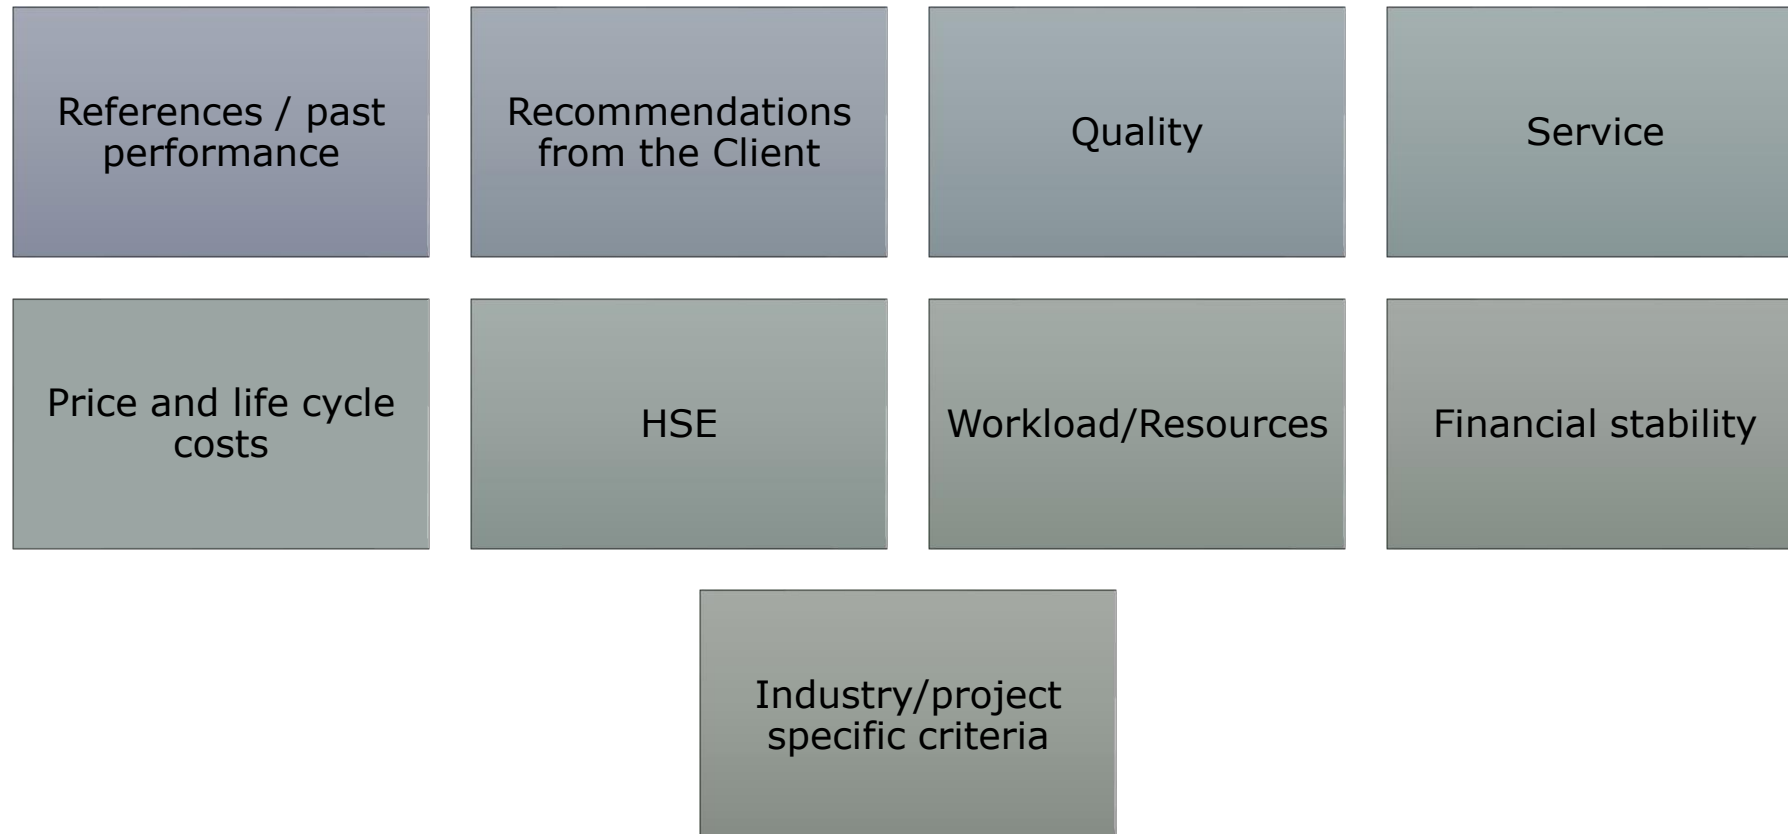 References / past
performance
Recommendations
from the Client
Quality
Service
Price and life cycle
costs
HSE
Workload/Resources
Financial stability
Industry/project
specific criteria